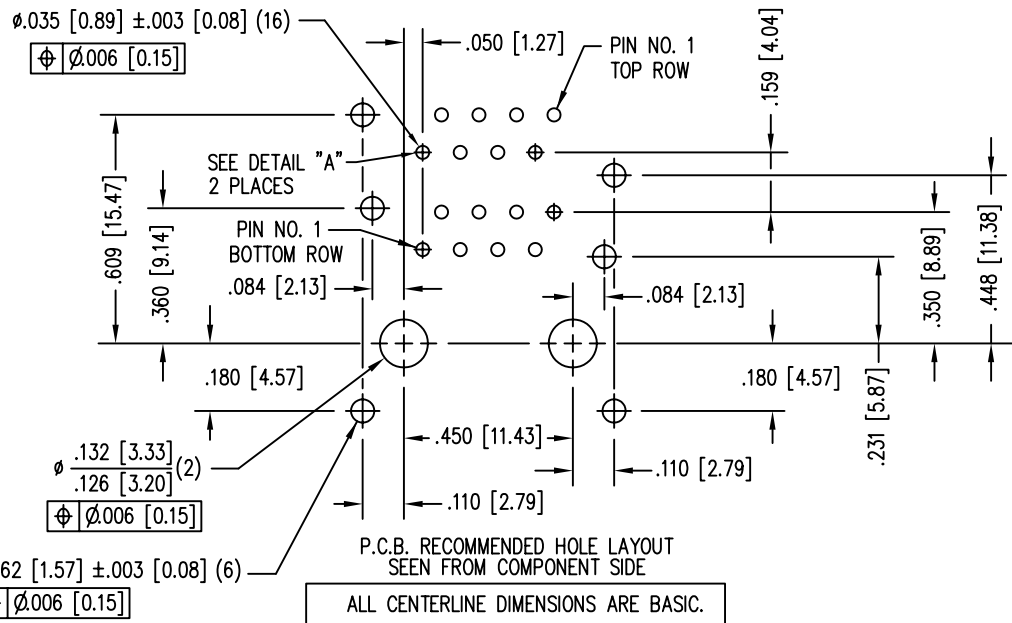 ø.035 [0.89] ±.003 [0.08] (16)
⌖ Ø.006 [0.15]
.050 [1.27]
PIN NO. 1
TOP ROW
.159 [4.04]
SEE DETAIL "A"
2 PLACES
PIN NO. 1
BOTTOM ROW
.609 [15.47]
.360 [9.14]
.084 [2.13]
.084 [2.13]
.350 [8.89]
.448 [11.38]
.180 [4.57]
.180 [4.57]
.231 [5.87]
.450 [11.43]
ø .132 [3.33] (2)
.126 [3.20]
⌖ Ø.006 [0.15]
.110 [2.79]
.110 [2.79]
62 [1.57] ±.003 [0.08] (6)
Ø.006 [0.15]
P.C.B. RECOMMENDED HOLE LAYOUT
SEEN FROM COMPONENT SIDE
ALL CENTERLINE DIMENSIONS ARE BASIC.